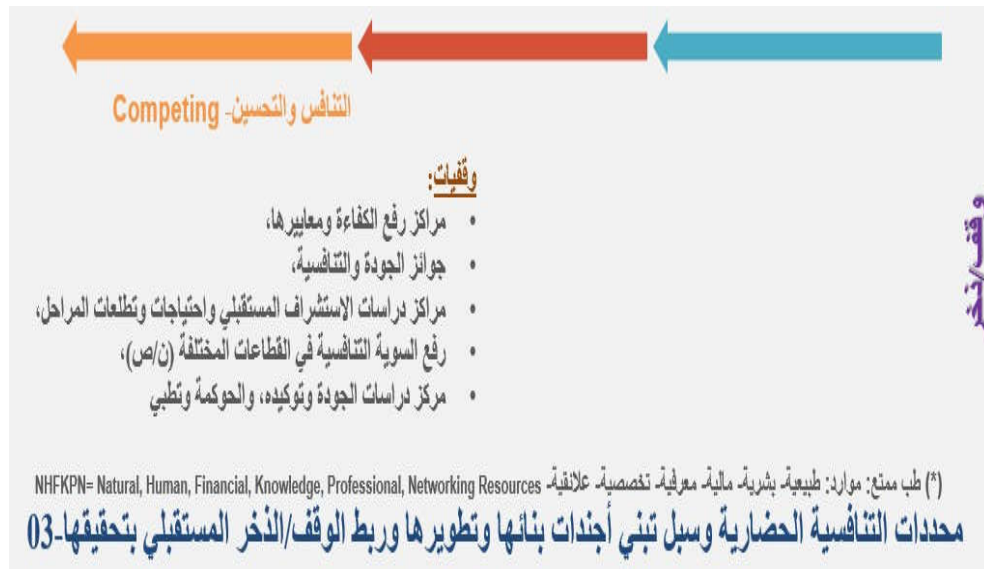 التنافس والتحسين- Competing
وقفيات:
• مراكز رفع الكفاءة ومعاييرها،
• جوائز الجودة والتنافسية،
• مراكز دراسات الاستشراف المستقبلي واحتياجات وتطلعات المراحل،
• رفع السوية التنافسية في القطاعات المختلفة (ن/ص)،
• مركز دراسات الجودة وتوكيده، والحوكمة وتطبي
وقف/ذخر
(*) طب ممتع: موارد: طبيعية- بشرية- مالية- معرفية- تخصصية- علائقية- NHFKPN= Natural, Human, Financial, Knowledge, Professional, Networking Resources
محددات التنافسية الحضارية وسبل تبني أجندات بنائها وتطويرها وربط الوقف/الذخر المستقبلي بتحقيقها-03